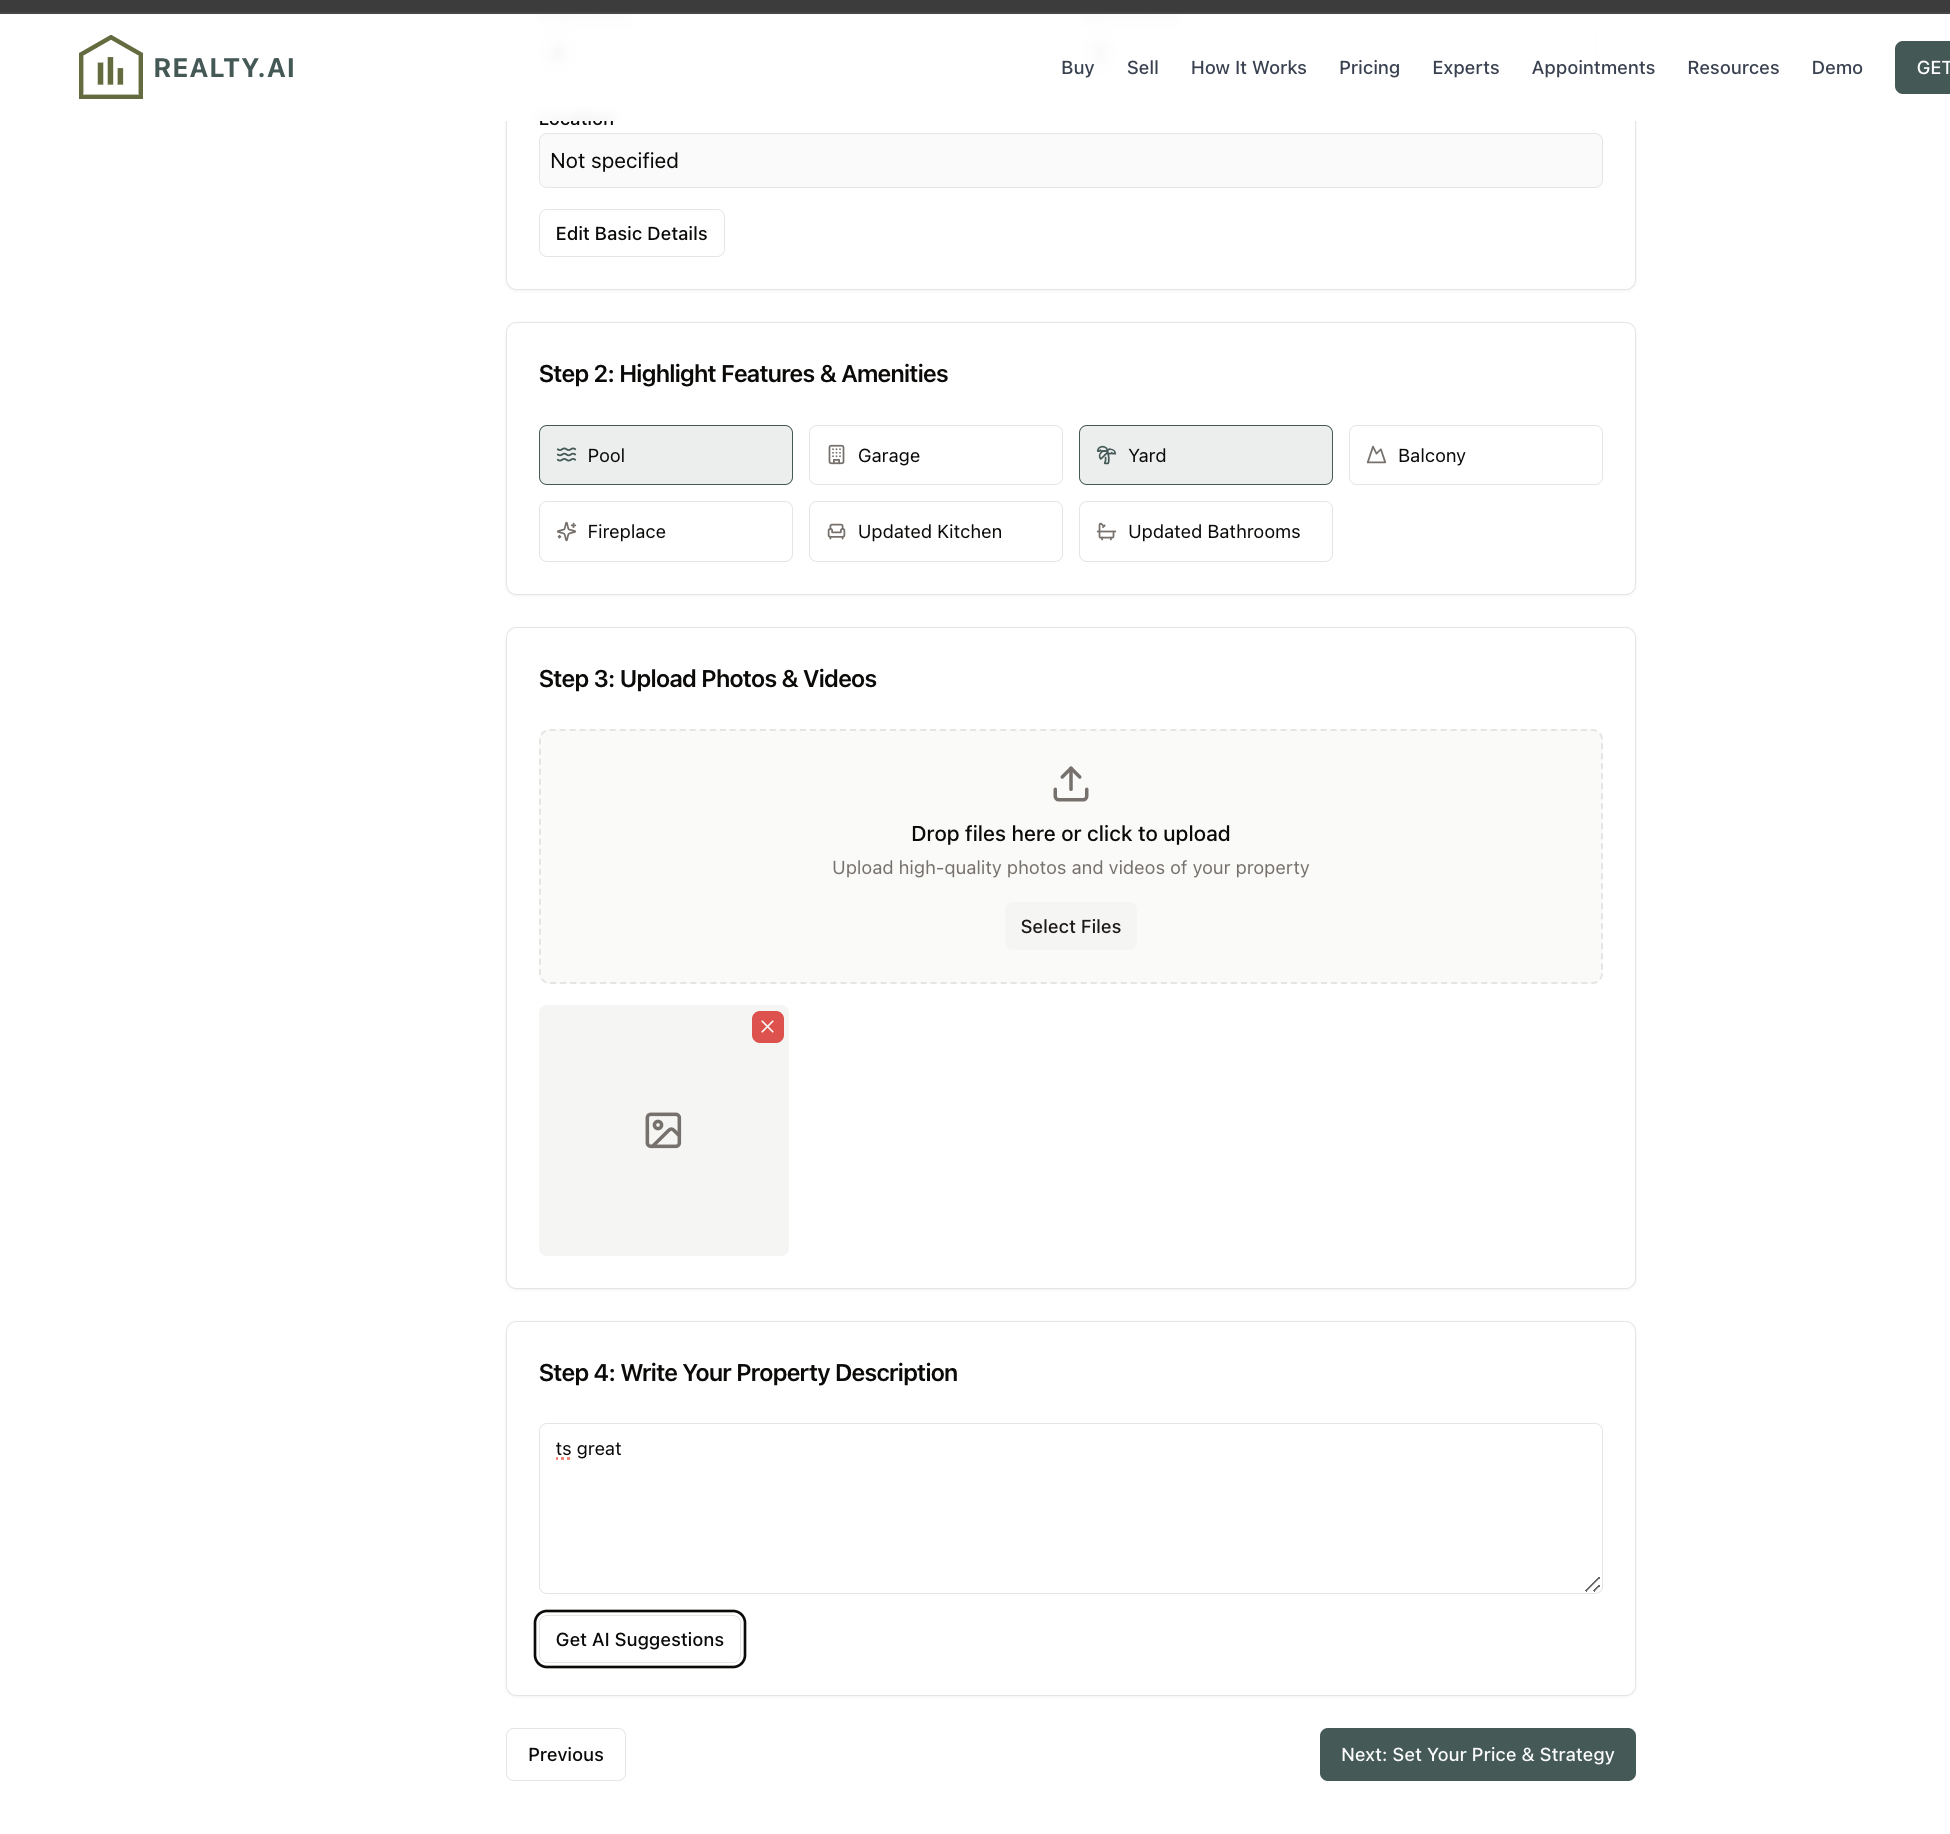 REALTY.AI
Buy Sell How It Works Pricing Experts Appointments Resources Demo GET
Location
Not specified
Edit Basic Details
Step 2: Highlight Features & Amenities
Pool Garage Yard Balcony
Fireplace Updated Kitchen Updated Bathrooms
Step 3: Upload Photos & Videos
Drop files here or click to upload
Upload high-quality photos and videos of your property
Select Files
Step 4: Write Your Property Description
ts great
Get AI Suggestions
Previous Next: Set Your Price & Strategy